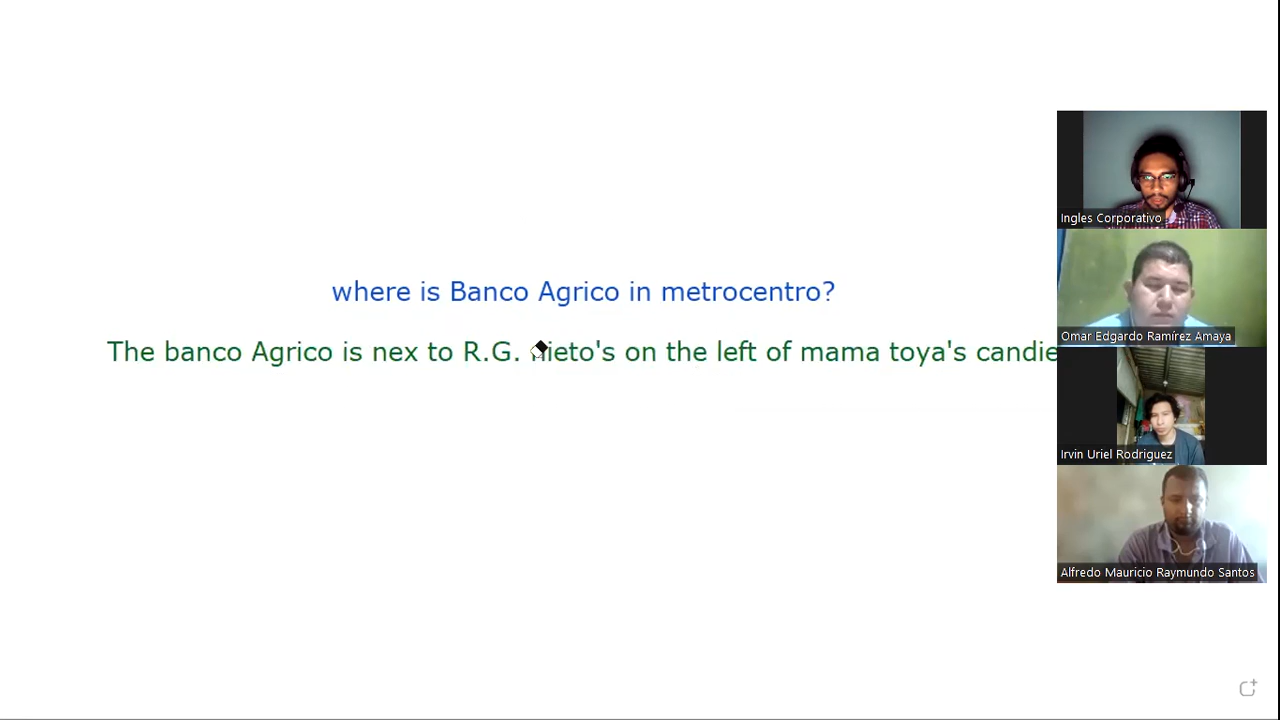 where is Banco Agrico in metrocentro?
The banco Agrico is nex to R.G. nieto's on the left of mama toya's candie
Ingles Corporativo
Omar Edgardo Ramírez Amaya
Irvin Uriel Rodriguez
Alfredo Mauricio Raymundo Santos